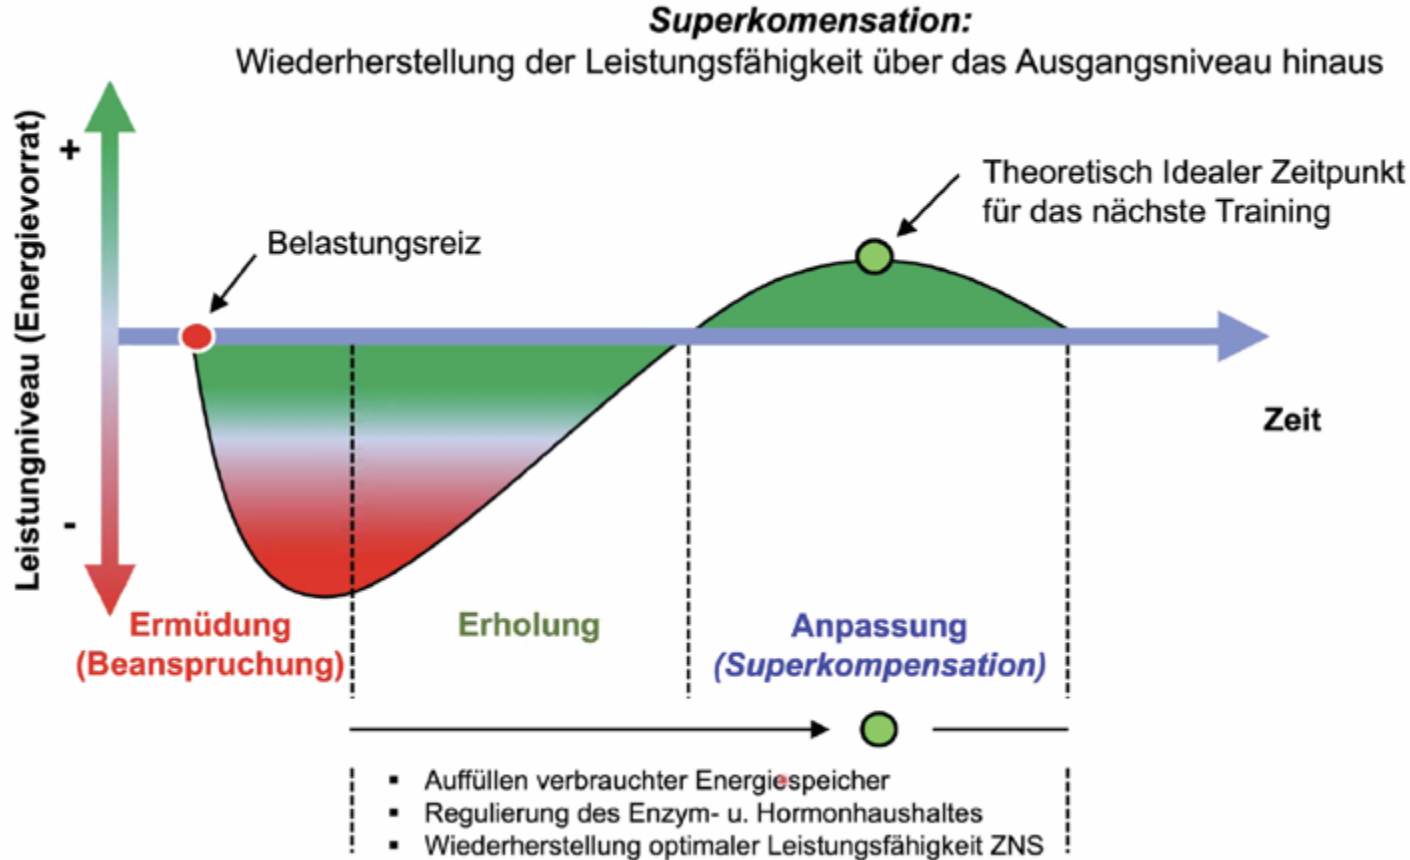 Superkomensation:
Wiederherstellung der Leistungsfähigkeit über das Ausgangsniveau hinaus
Leistungniveau (Energievorrat)
+
-
Belastungsreiz
Theoretisch Idealer Zeitpunkt
für das nächste Training
Zeit
Ermüdung
(Beanspruchung)
Erholung
Anpassung
(Superkompensation)
▪ Auffüllen verbrauchter Energiespeicher
▪ Regulierung des Enzym- u. Hormonhaushaltes
▪ Wiederherstellung optimaler Leistungsfähigkeit ZNS